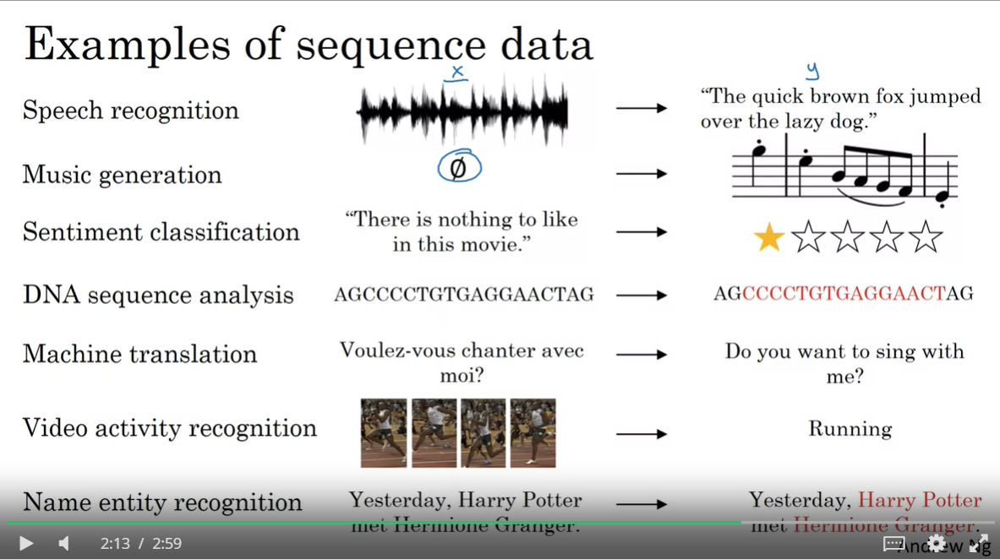 Examples of sequence data
x
y
Speech recognition
“The quick brown fox jumped
over the lazy dog.”
Music generation
∅
Sentiment classification
“There is nothing to like
in this movie.”
DNA sequence analysis
AGCCCCTGTGAGGAACTAG
AGCCCCTGTGAGGAACTAG
Machine translation
Voulez-vous chanter avec
moi?
Do you want to sing with
me?
Video activity recognition
Running
Name entity recognition
Yesterday, Harry Potter
met Hermione Granger.
Yesterday, Harry Potter
met Hermione Granger.
2:13 / 2:59
Andrew Ng